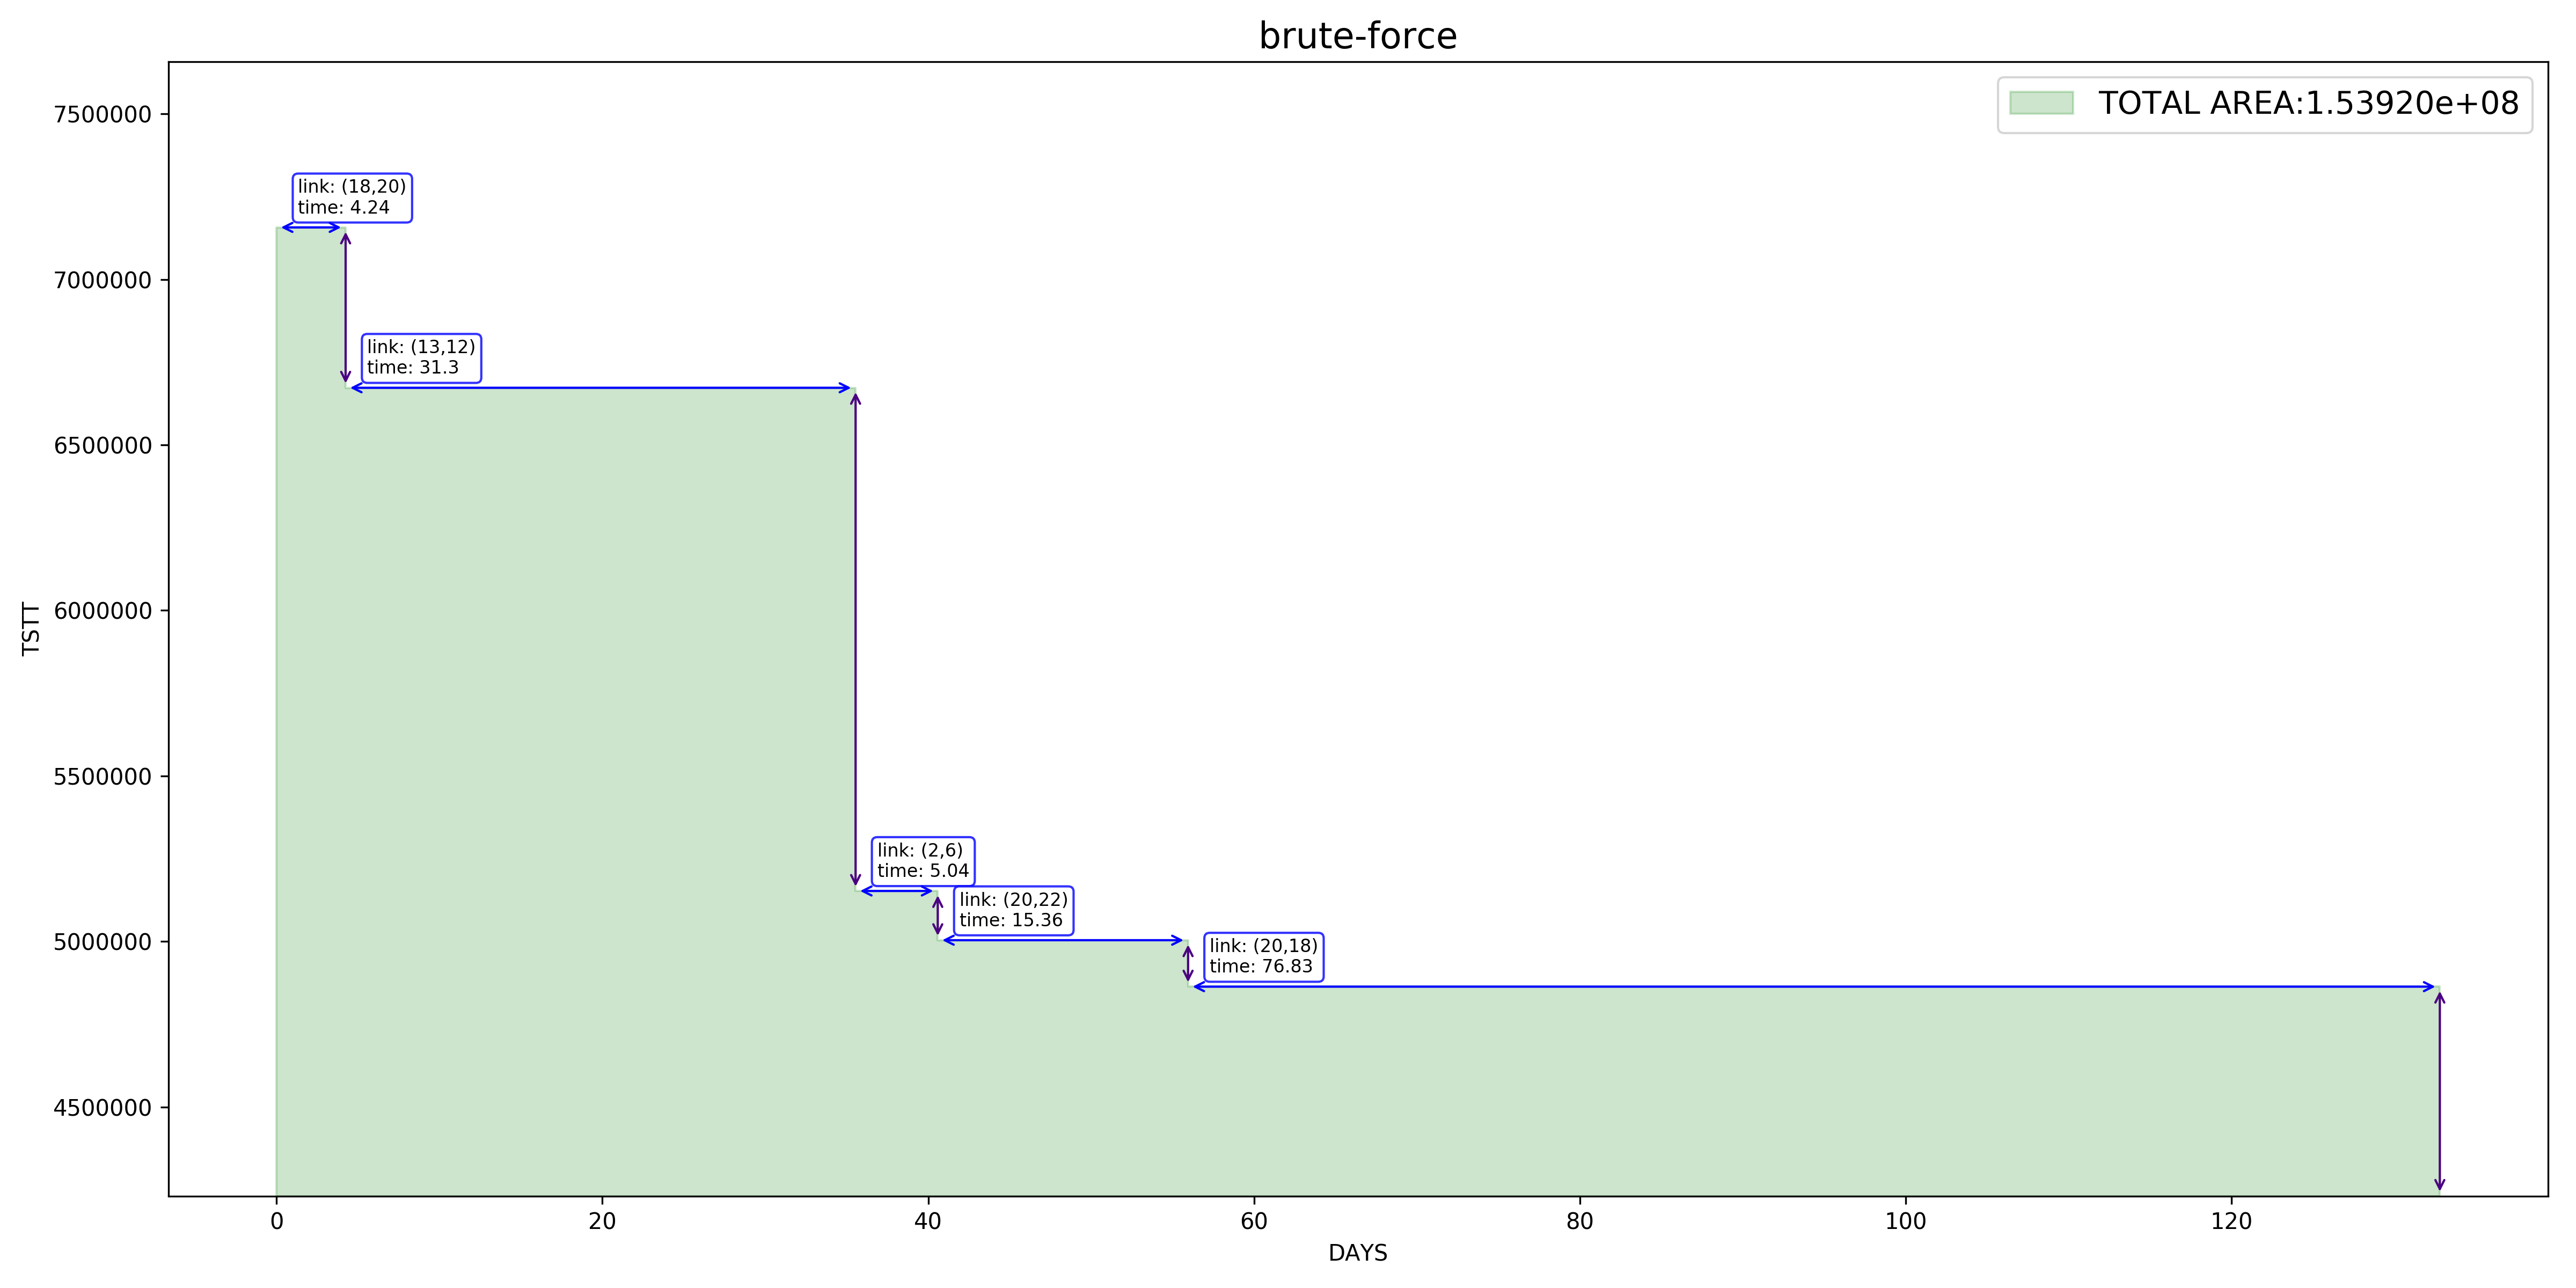 brute-force
TOTAL AREA:1.53920e+08
7500000
7000000
6500000
6000000
5500000
5000000
4500000
TSTT
link: (18,20)
time: 4.24
link: (13,12)
time: 31.3
link: (2,6)
time: 5.04
link: (20,22)
time: 15.36
link: (20,18)
time: 76.83
0 20 40 60 80 100 120
DAYS